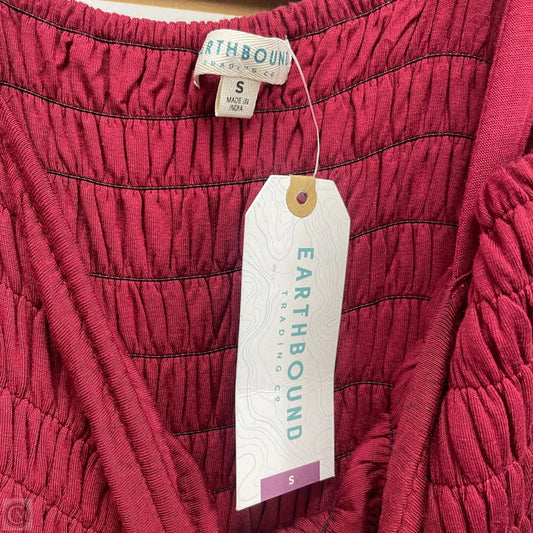 EARTHBOUND
TRADING CO
S
MADE IN
INDIA
EARTHBOUND
TRADING Co
S